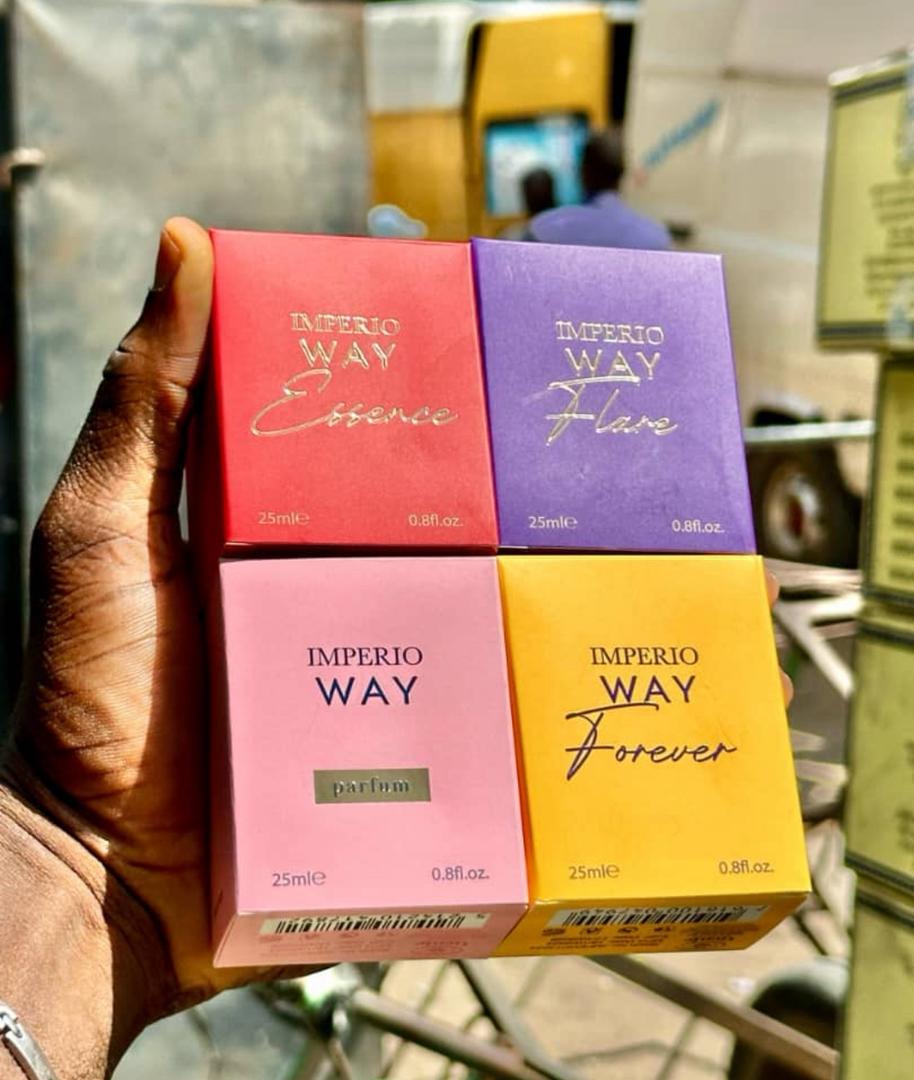 IMPERIO
WAY
Essence
25ml℮
0.8fl.oz.
IMPERIO
WAY
Flare
25ml℮
0.8fl.oz.
IMPERIO
WAY
parfum
25ml℮
0.8fl.oz.
IMPERIO
WAY
Forever
25ml℮
0.8fl.oz.